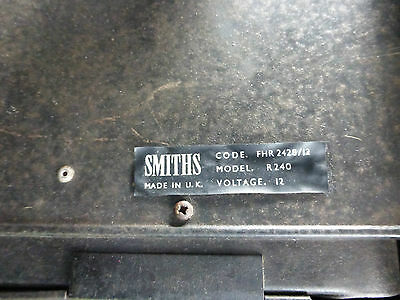 SMITHS CODE. FHR 2428/12
MODEL. R240
MADE IN U.K. VOLTAGE. 12